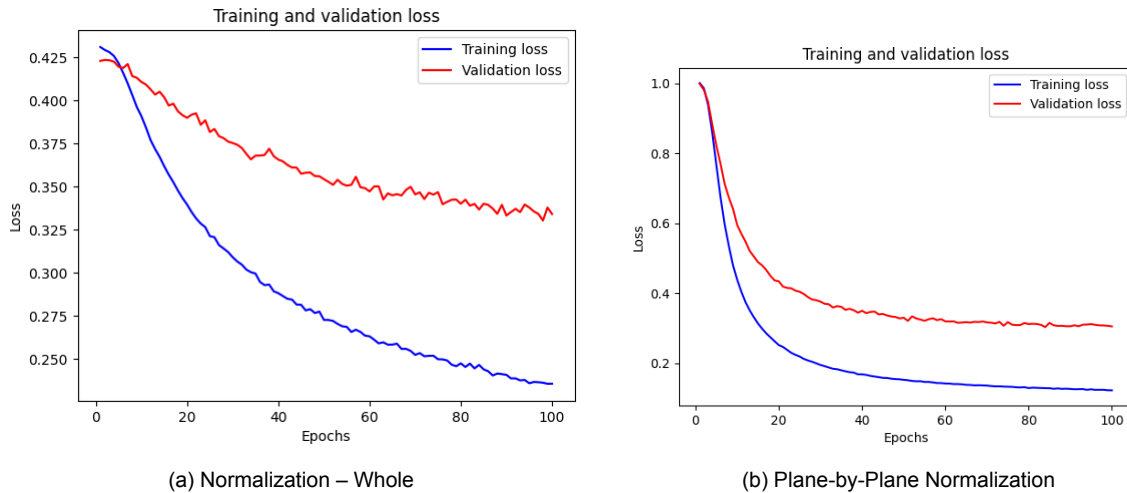 Training and validation loss
Training loss
Validation loss
0.425
0.400
0.375
0.350
0.325
0.300
0.275
0.250
Loss
0 20 40 60 80 100
Epochs
(a) Normalization – Whole
Training and validation loss
Training loss
Validation loss
1.0
0.8
0.6
0.4
0.2
Loss
0 20 40 60 80 100
Epochs
(b) Plane-by-Plane Normalization